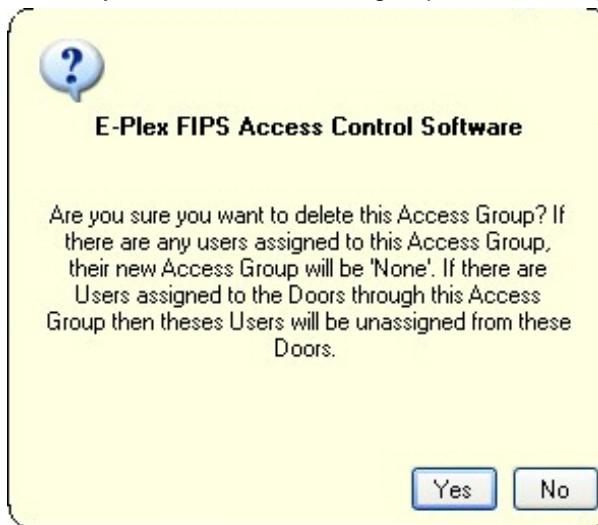 E-Plex FIPS Access Control Software
Are you sure you want to delete this Access Group? If
there are any users assigned to this Access Group,
their new Access Group will be 'None'. If there are
Users assigned to the Doors through this Access
Group then theses Users will be unassigned from these
Doors.
Yes No